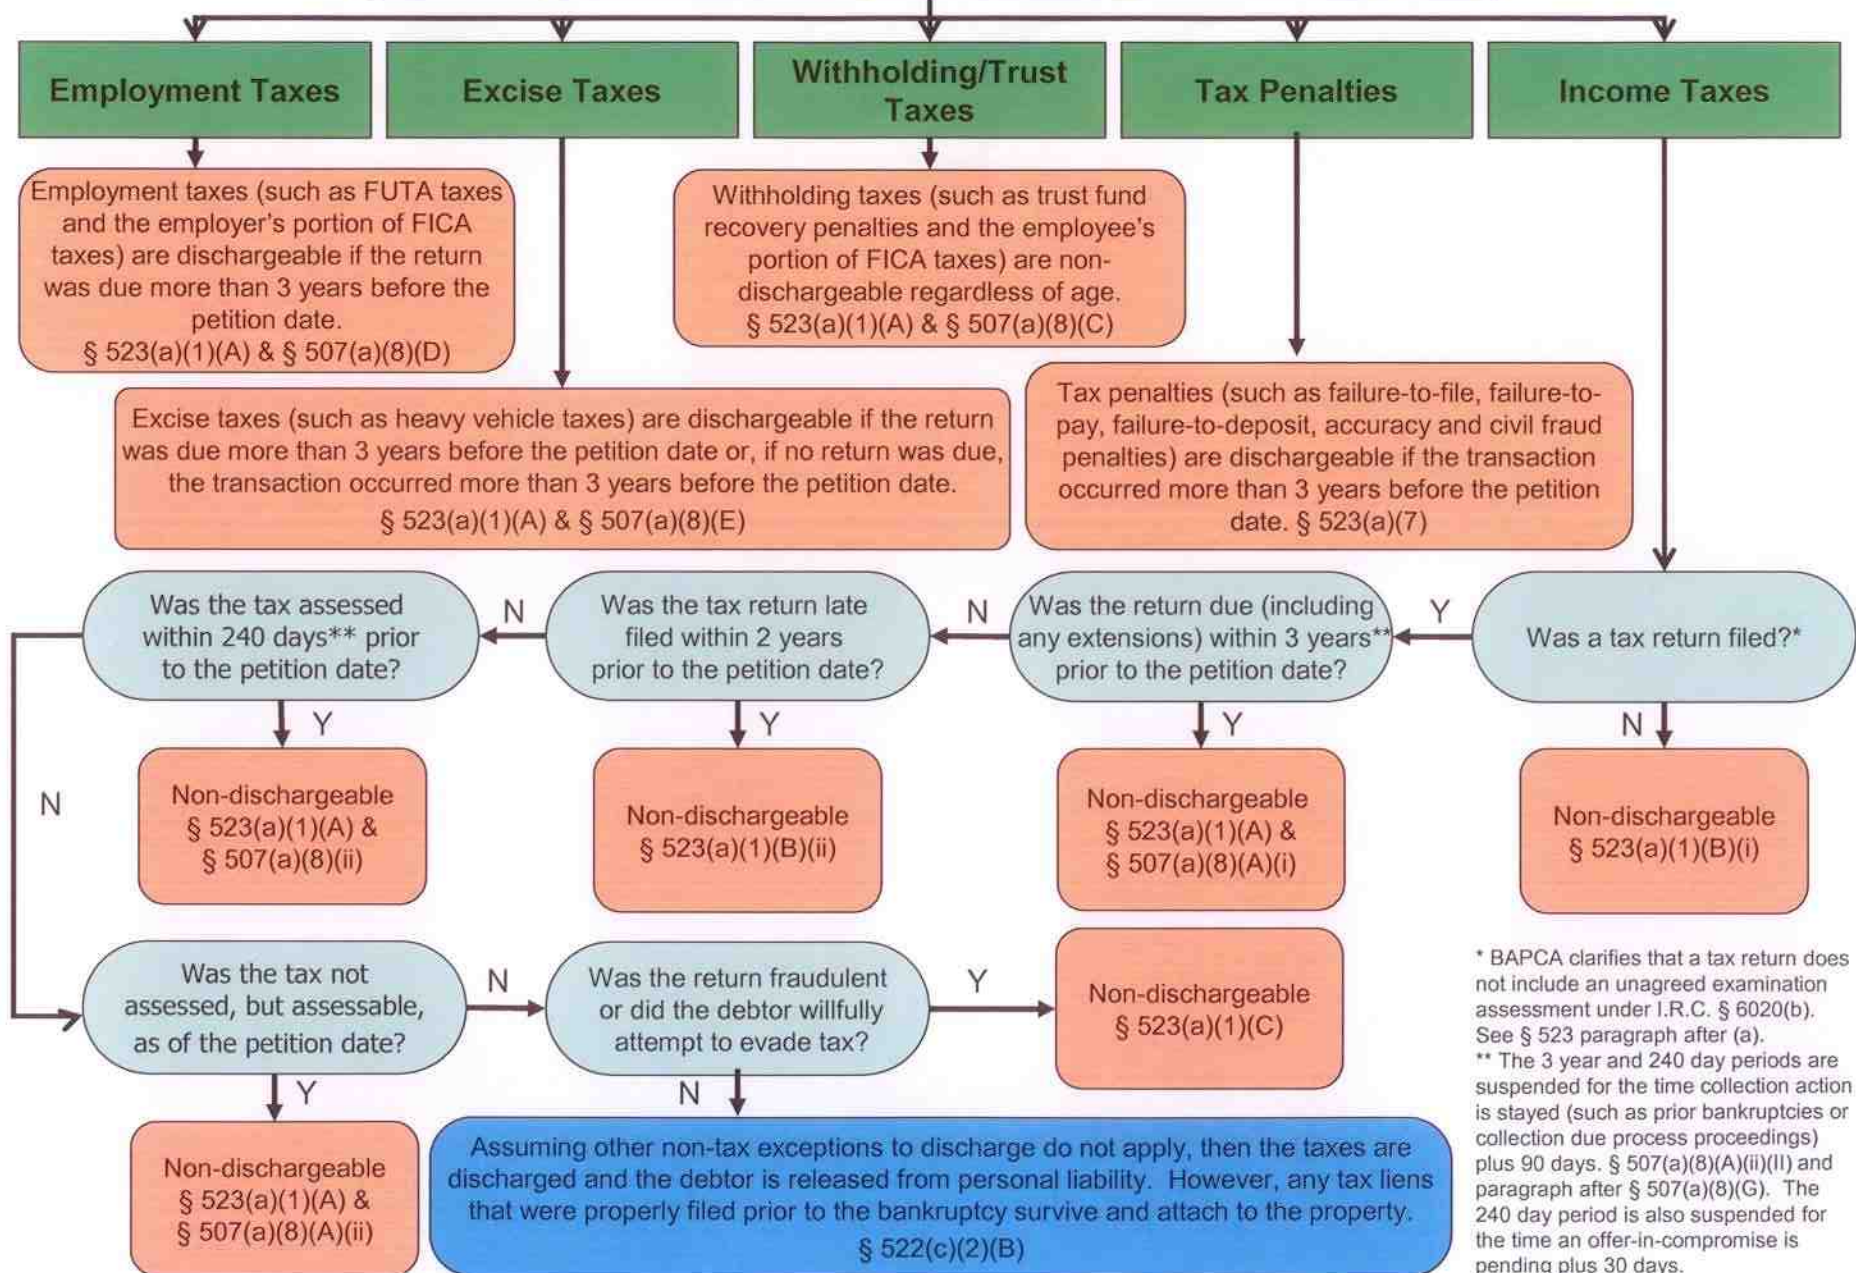 Employment Taxes
Excise Taxes
Withholding/Trust
Taxes
Tax Penalties
Income Taxes
Employment taxes (such as FUTA taxes
and the employer's portion of FICA
taxes) are dischargeable if the return
was due more than 3 years before the
petition date.
§ 523(a)(1)(A) & § 507(a)(8)(D)
Withholding taxes (such as trust fund
recovery penalties and the employee's
portion of FICA taxes) are non-
dischargeable regardless of age.
§ 523(a)(1)(A) & § 507(a)(8)(C)
Excise taxes (such as heavy vehicle taxes) are dischargeable if the return
was due more than 3 years before the petition date or, if no return was due,
the transaction occurred more than 3 years before the petition date.
§ 523(a)(1)(A) & § 507(a)(8)(E)
Tax penalties (such as failure-to-file, failure-to-
pay, failure-to-deposit, accuracy and civil fraud
penalties) are dischargeable if the transaction
occurred more than 3 years before the petition
date. § 523(a)(7)
Was a tax return filed?*
Y
N
Non-dischargeable
§ 523(a)(1)(B)(i)
Was the return due (including
any extensions) within 3 years**
prior to the petition date?
N
Y
Non-dischargeable
§ 523(a)(1)(A) &
§ 507(a)(8)(A)(i)
Was the tax return late
filed within 2 years
prior to the petition date?
N
Y
Non-dischargeable
§ 523(a)(1)(B)(ii)
Was the tax assessed
within 240 days** prior
to the petition date?
Y
N
Non-dischargeable
§ 523(a)(1)(A) &
§ 507(a)(8)(ii)
Was the tax not
assessed, but assessable,
as of the petition date?
N
Y
Non-dischargeable
§ 523(a)(1)(A) &
§ 507(a)(8)(A)(ii)
Was the return fraudulent
or did the debtor willfully
attempt to evade tax?
Y
N
Non-dischargeable
§ 523(a)(1)(C)
Assuming other non-tax exceptions to discharge do not apply, then the taxes are
discharged and the debtor is released from personal liability. However, any tax liens
that were properly filed prior to the bankruptcy survive and attach to the property.
§ 522(c)(2)(B)
* BAPCA clarifies that a tax return does
not include an unagreed examination
assessment under I.R.C. § 6020(b).
See § 523 paragraph after (a).
** The 3 year and 240 day periods are
suspended for the time collection action
is stayed (such as prior bankruptcies or
collection due process proceedings)
plus 90 days. § 507(a)(8)(A)(ii)(II) and
paragraph after § 507(a)(8)(G). The
240 day period is also suspended for
the time an offer-in-compromise is
pending plus 30 days.